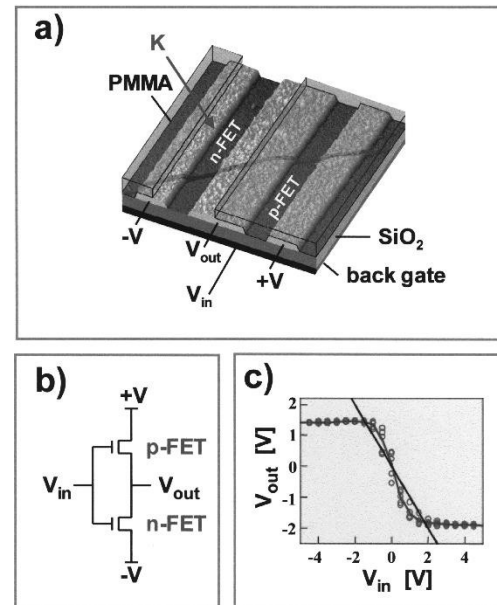 a)
K
PMMA
n-FET
p-FET
-V
Vout
Vin
+V
SiO2
back gate
b)
+V
p-FET
Vin
Vout
n-FET
-V
c)
Vout [V]
2
1
0
-1
-2
-4 -2 0 2 4
Vin [V]